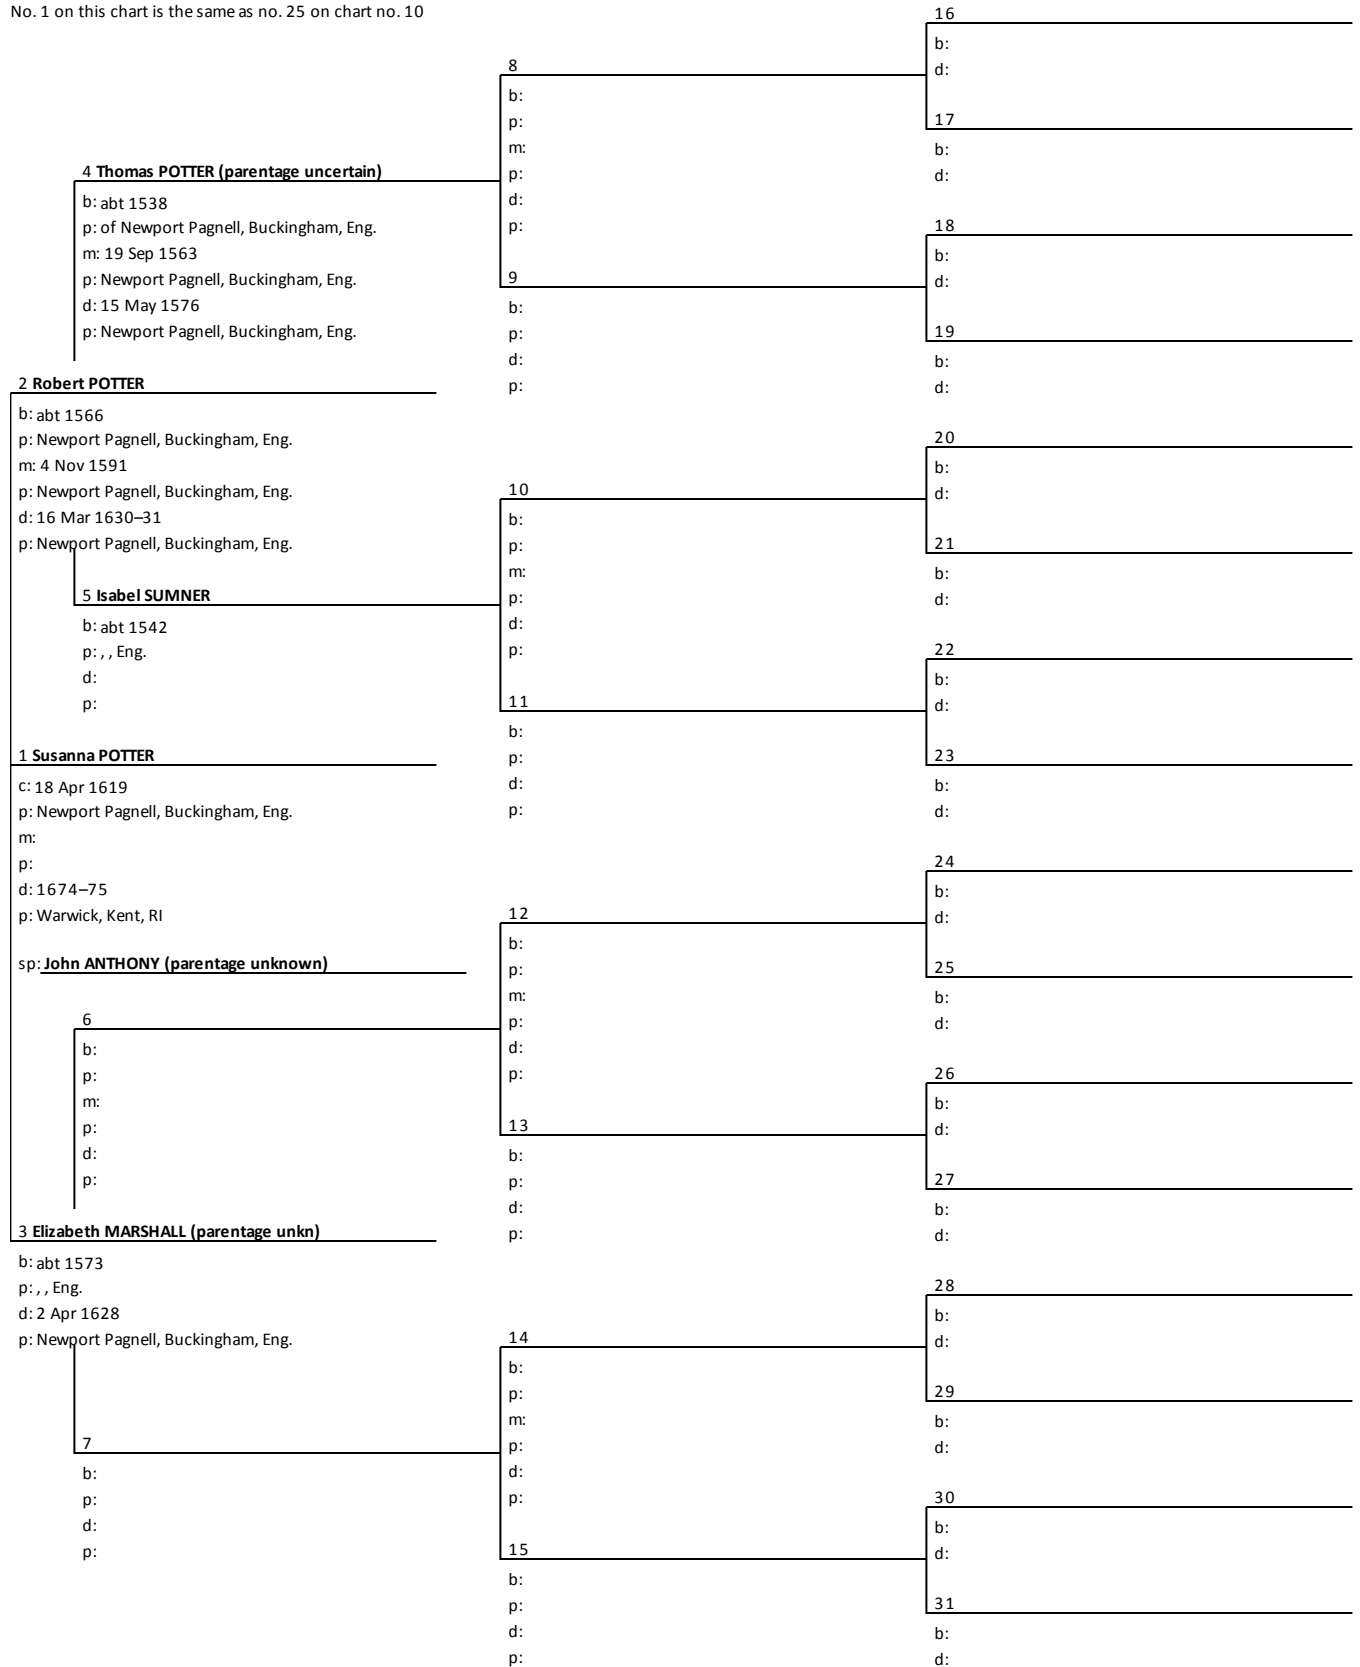 No. 1 on this chart is the same as no. 25 on chart no. 10
4 Thomas POTTER (parentage uncertain)
b: abt 1538
p: of Newport Pagnell, Buckingham, Eng.
m: 19 Sep 1563
p: Newport Pagnell, Buckingham, Eng.
d: 15 May 1576
p: Newport Pagnell, Buckingham, Eng.
2 Robert POTTER
b: abt 1566
p: Newport Pagnell, Buckingham, Eng.
m: 4 Nov 1591
p: Newport Pagnell, Buckingham, Eng.
d: 16 Mar 1630–31
p: Newport Pagnell, Buckingham, Eng.
5 Isabel SUMNER
b: abt 1542
p: , , Eng.
d:
p:
1 Susanna POTTER
c: 18 Apr 1619
p: Newport Pagnell, Buckingham, Eng.
m:
p:
d: 1674–75
p: Warwick, Kent, RI
sp: John ANTHONY (parentage unknown)
6
b:
p:
m:
p:
d:
p:
3 Elizabeth MARSHALL (parentage unkn)
b: abt 1573
p: , , Eng.
d: 2 Apr 1628
p: Newport Pagnell, Buckingham, Eng.
7
b:
p:
d:
p:
8
b:
p:
m:
p:
d:
p:
9
b:
p:
d:
p:
10
b:
p:
m:
p:
d:
p:
11
b:
p:
d:
p:
12
b:
p:
m:
p:
d:
p:
13
b:
p:
d:
p:
14
b:
p:
m:
p:
d:
p:
15
b:
p:
d:
p:
16
b:
d:
17
b:
d:
18
b:
d:
19
b:
d:
20
b:
d:
21
b:
d:
22
b:
d:
23
b:
d:
24
b:
d:
25
b:
d:
26
b:
d:
27
b:
d:
28
b:
d:
29
b:
d:
30
b:
d:
31
b:
d: